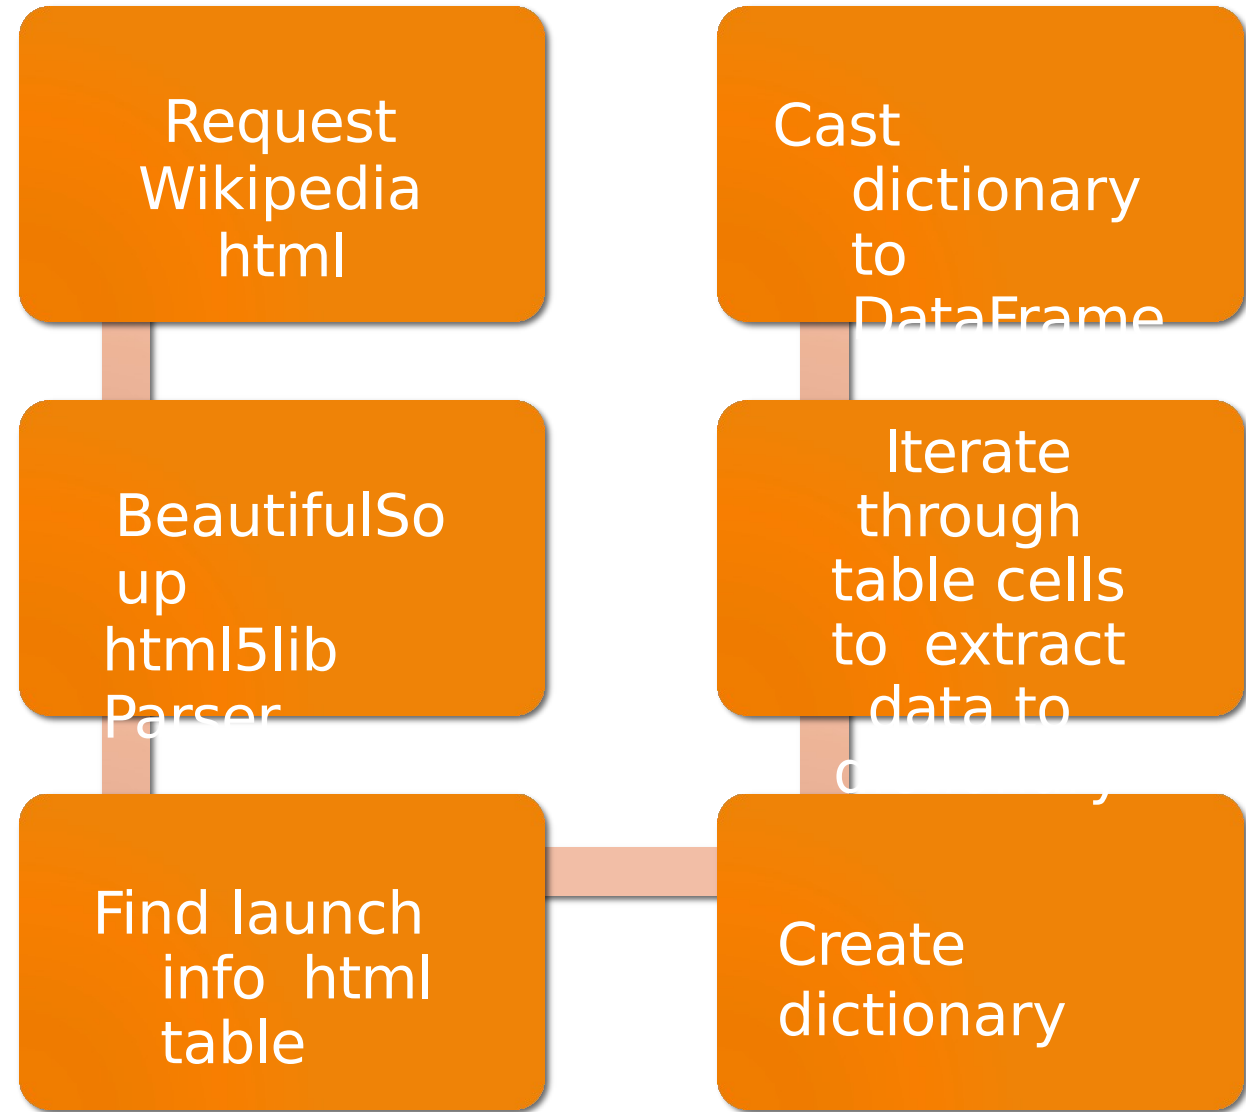 Request
Wikipedia
html
BeautifulSo
up
html5lib
Parser
Find launch
info html
table
Create
dictionary
Iterate
through
table cells
to extract
data to
Cast
dictionary
to
DataFrame